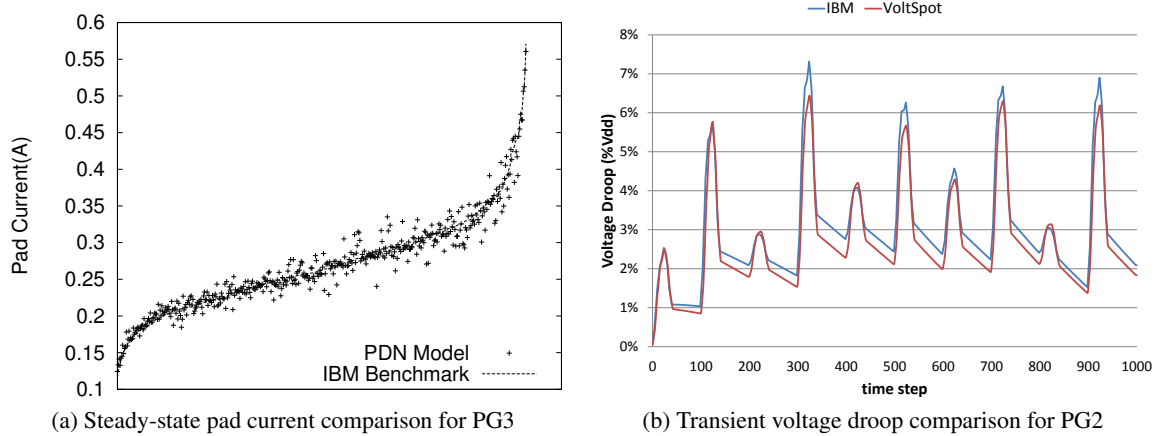 0.6
0.55
0.5
0.45
0.4
0.35
0.3
0.25
0.2
0.15
0.1
Pad Current(A)
PDN Model
IBM Benchmark
(a) Steady-state pad current comparison for PG3
IBM VoltSpot
8%
7%
6%
5%
4%
3%
2%
1%
0%
Voltage Droop (%Vdd)
0 100 200 300 400 500 600 700 800 900 1000
time step
(b) Transient voltage droop comparison for PG2